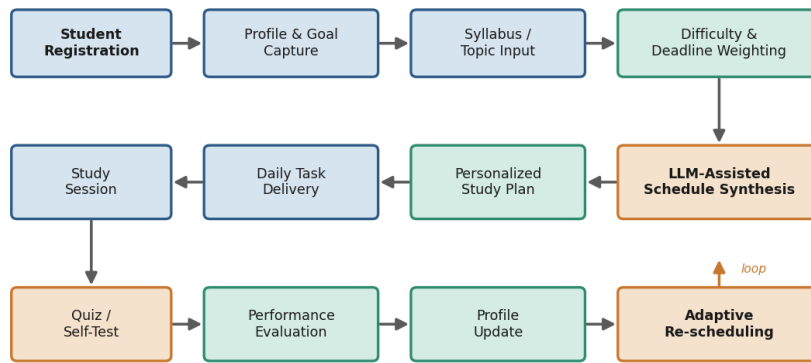 Student
Registration
Profile & Goal
Capture
Syllabus /
Topic Input
Difficulty &
Deadline Weighting
Study
Session
Daily Task
Delivery
Personalized
Study Plan
LLM-Assisted
Schedule Synthesis
loop
Quiz /
Self-Test
Performance
Evaluation
Profile
Update
Adaptive
Re-scheduling